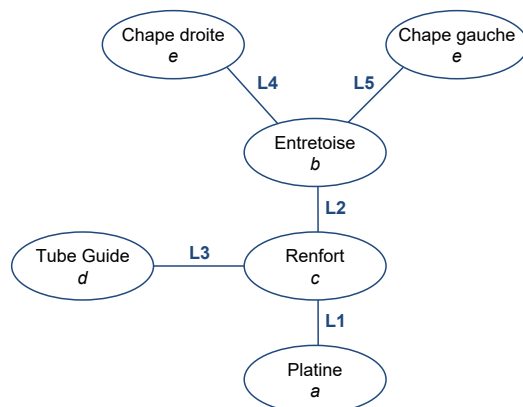 Chape droite
e
Chape gauche
e
L4
L5
Entretoise
b
L2
Tube Guide
d
L3
Renfort
c
L1
Platine
a